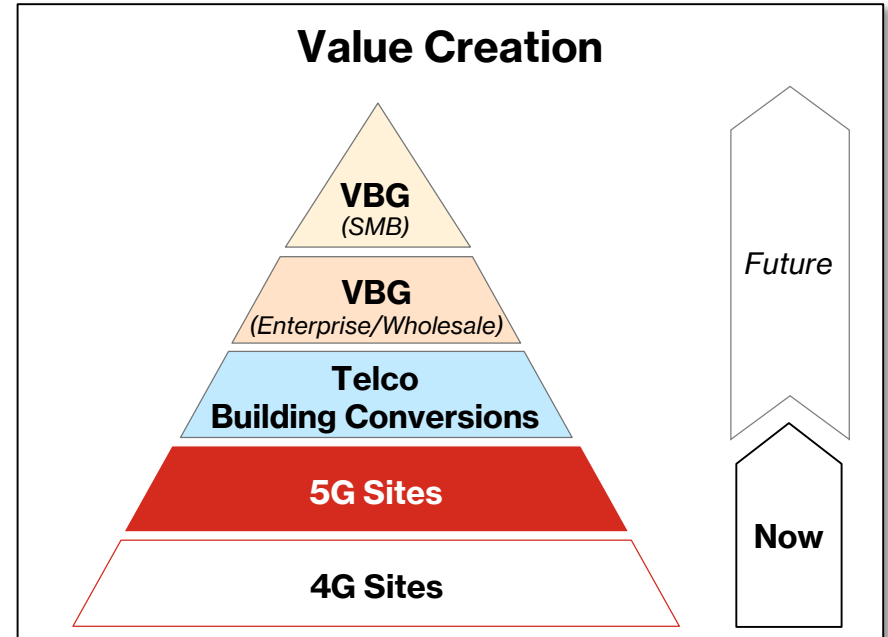 Value Creation
VBG
(SMB)
VBG
(Enterprise/Wholesale)
Telco
Building Conversions
5G Sites
4G Sites
Future
Now